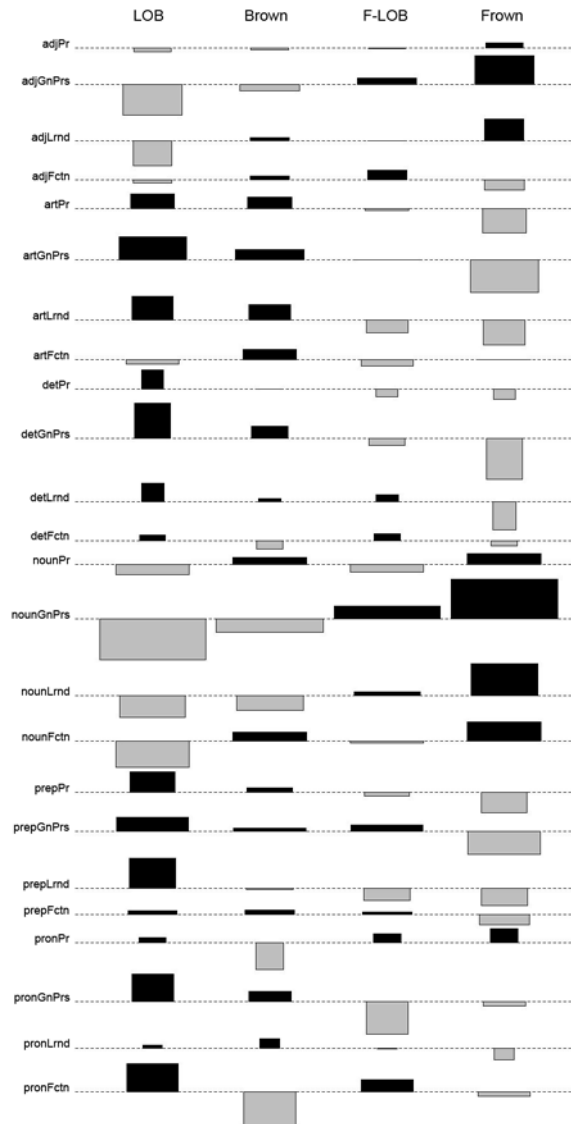 LOB Brown F-LOB Frown
adjPr
adjGnPrs
adjLrnd
adjFctn
artPr
artGnPrs
artLrnd
artFctn
detPr
detGnPrs
detLrnd
detFctn
nounPr
nounGnPrs
nounLrnd
nounFctn
prepPr
prepGnPrs
prepLrnd
prepFctn
pronPr
pronGnPrs
pronLrnd
pronFctn